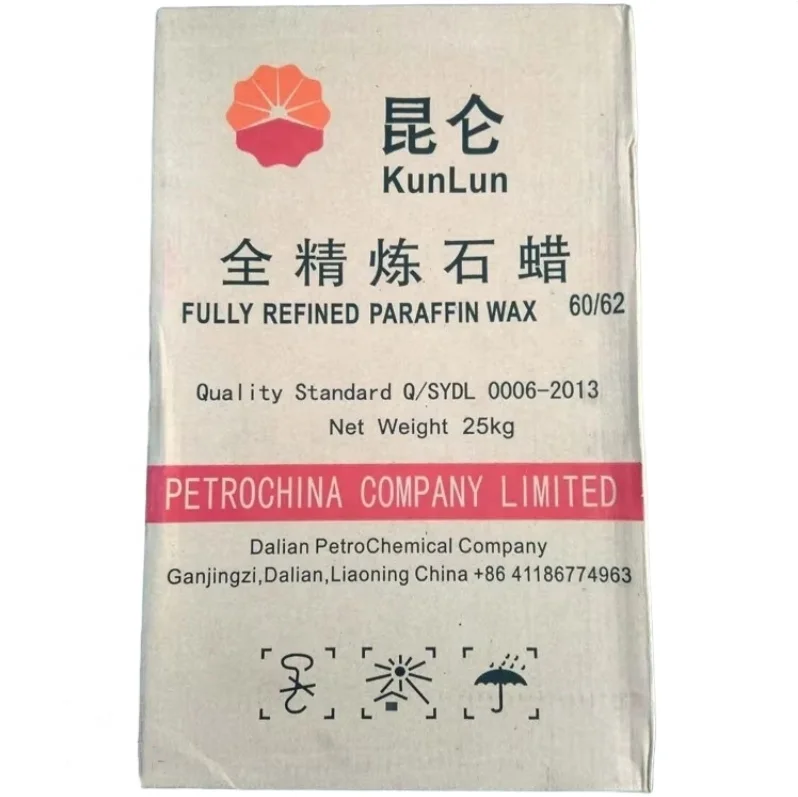 昆仑
KunLun
全精炼石蜡
FULLY REFINED PARAFFIN WAX 60/62
Quality Standard Q/SYDL 0006-2013
Net Weight 25kg
PETROCHINA COMPANY LIMITED
Dalian PetroChemical Company
Ganjingzi,Dalian,Liaoning China +86 41186774963